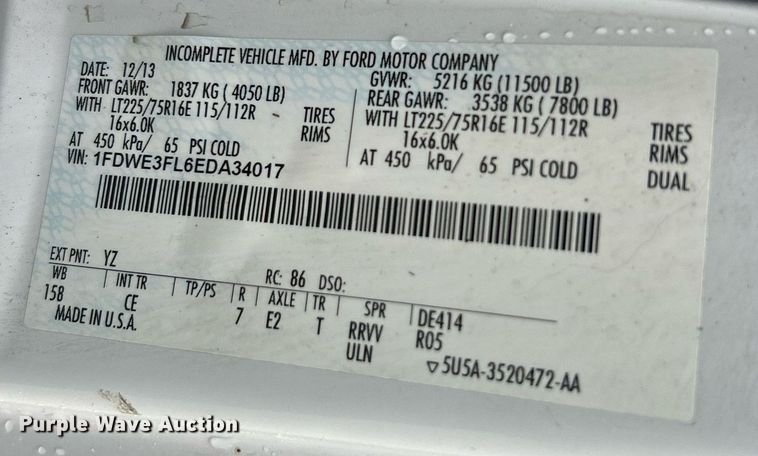 INCOMPLETE VEHICLE MFD. BY FORD MOTOR COMPANY
DATE: 12/13 GVWR: 5216 KG (11500 LB)
FRONT GAWR: 1837 KG ( 4050 LB) REAR GAWR: 3538 KG ( 7800 LB)
WITH LT225/75R16E 115/112R TIRES WITH LT225/75R16E 115/112R TIRES
16x6.0K RIMS 16x6.0K RIMS
AT 450 kPa/ 65 PSI COLD AT 450 kPa/ 65 PSI COLD DUAL
VIN: 1FDWE3FL6EDA34017
EXT PNT: YZ RC: 86 DSO:
WB INT TR TP/PS R AXLE TR SPR DE414
158 CE 7 E2 T RRVV R05
MADE IN U.S.A. ULN ▽5U5A-3520472-AA
Purple Wave Auction